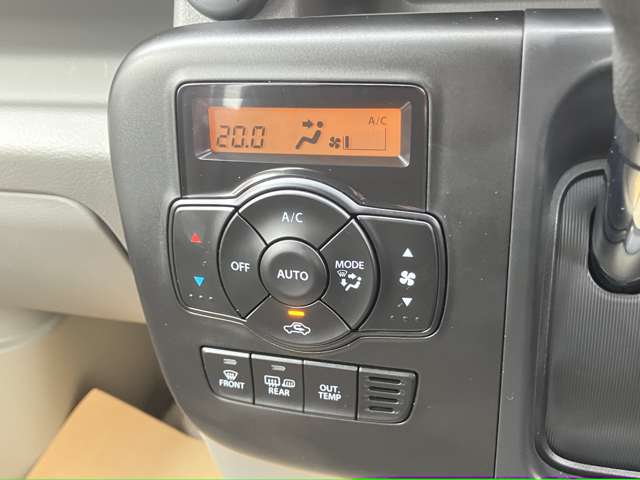 A/C
20.0
A/C
OFF
AUTO
MODE
FRONT
REAR
OUT.
TEMP